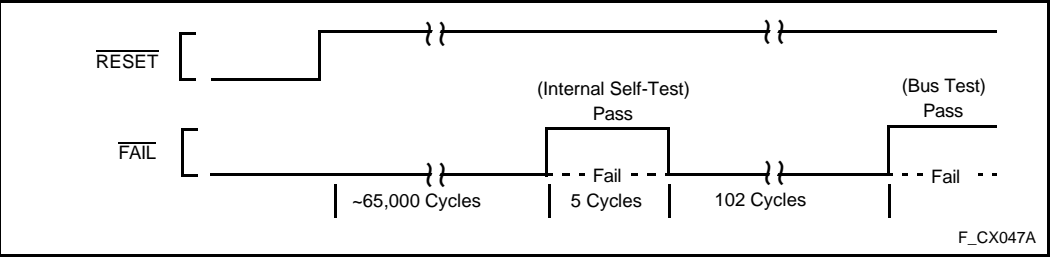 RESET
(Internal Self-Test)
Pass
(Bus Test)
Pass
FAIL
Fail
Fail
~65,000 Cycles
5 Cycles
102 Cycles
F_CX047A